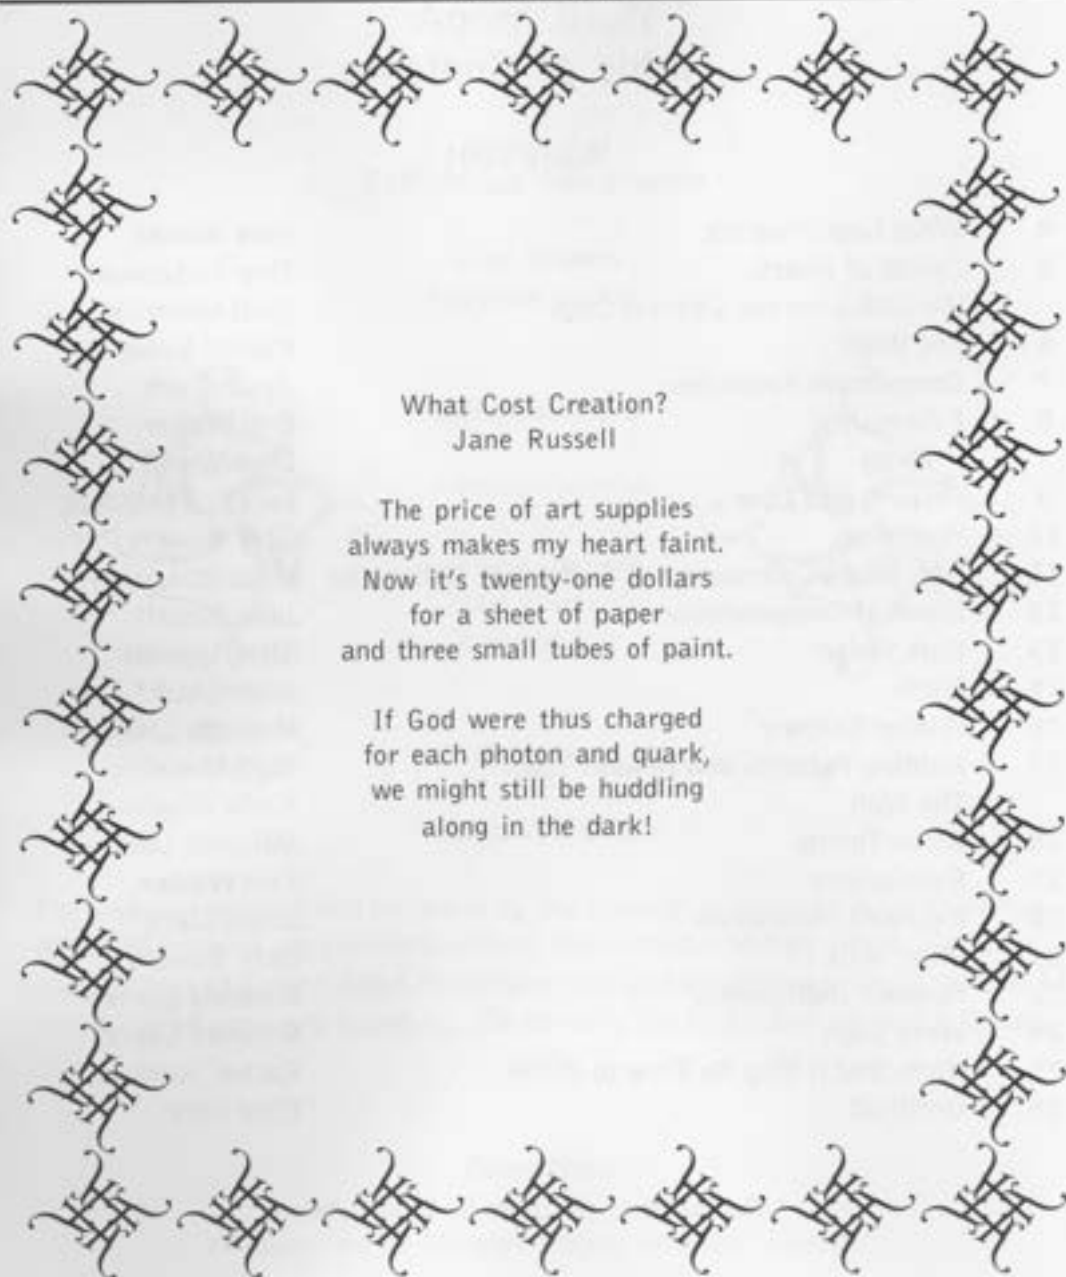 What Cost Creation?
Jane Russell
The price of art supplies
always makes my heart faint.
Now it's twenty-one dollars
for a sheet of paper
and three small tubes of paint.
If God were thus charged
for each photon and quark,
we might still be huddling
along in the dark!